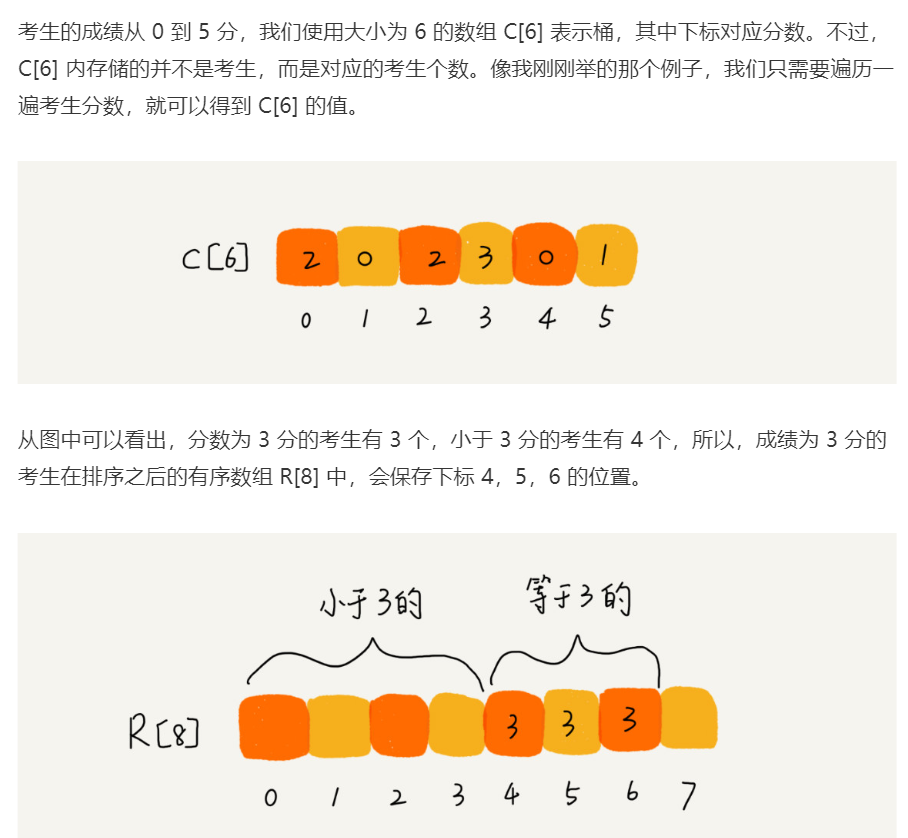 考生的成绩从 0 到 5 分，我们使用大小为 6 的数组 C[6] 表示桶，其中下标对应分数。不过，
C[6] 内存储的并不是考生，而是对应的考生个数。像我刚刚举的那个例子，我们只需要遍历一
遍考生分数，就可以得到 C[6] 的值。
C[6] 2 0 2 3 0 1
0 1 2 3 4 5
从图中可以看出，分数为 3 分的考生有 3 个，小于 3 分的考生有 4 个，所以，成绩为 3 分的
考生在排序之后的有序数组 R[8] 中，会保存下标 4，5，6 的位置。
小于3的 等于3的
R[8] 3 3 3
0 1 2 3 4 5 6 7